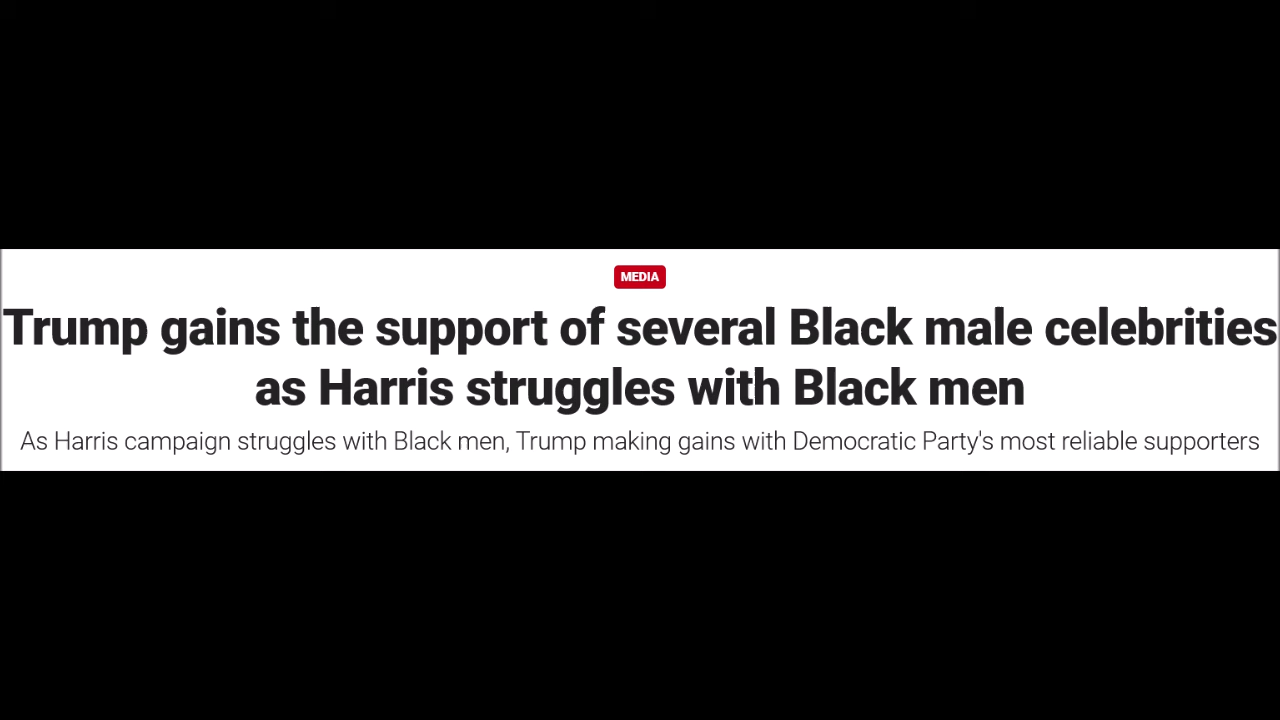 MEDIA
Trump gains the support of several Black male celebrities
as Harris struggles with Black men
As Harris campaign struggles with Black men, Trump making gains with Democratic Party's most reliable supporters